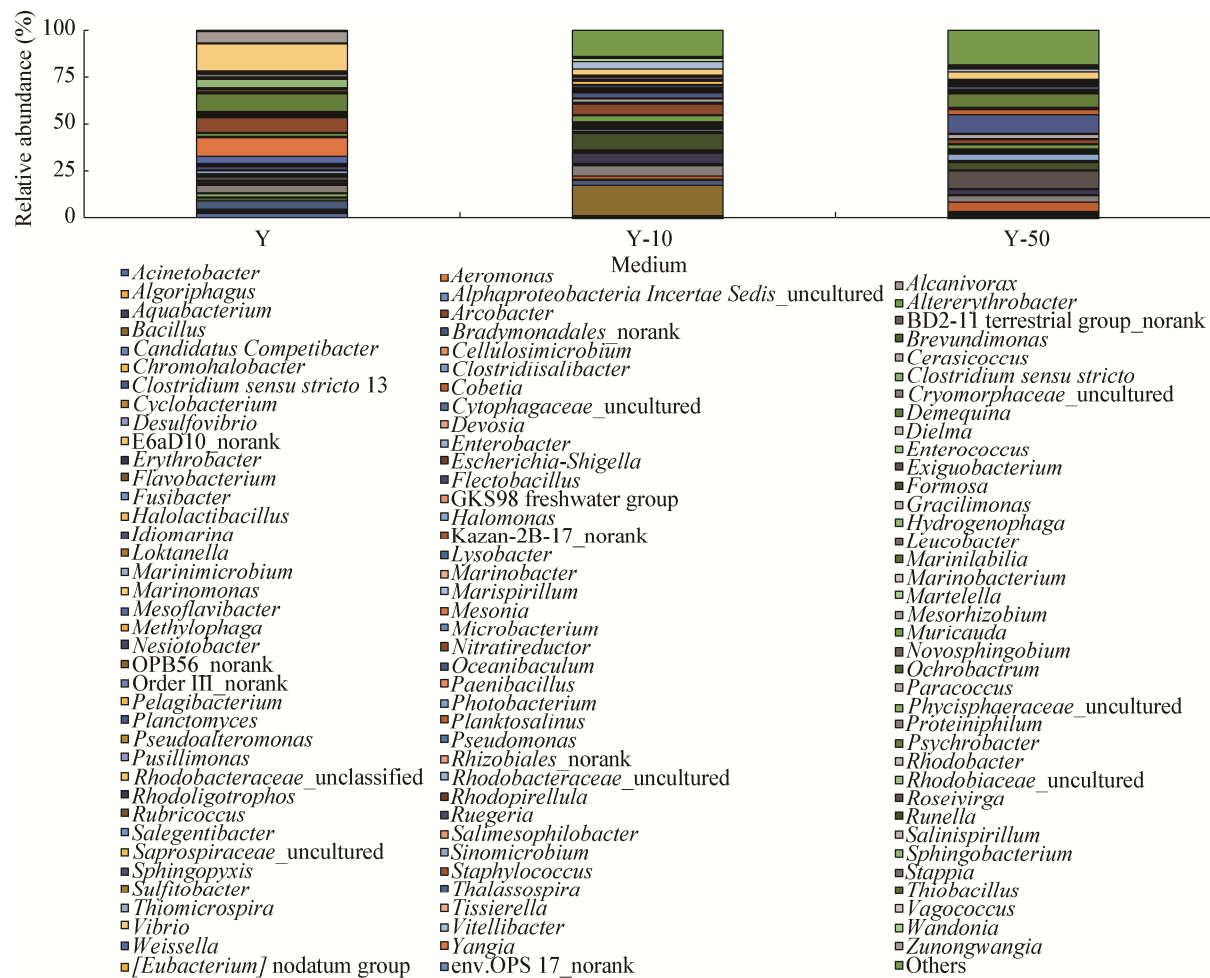 Relative abundance (%)
100
75
50
25
0
Y
Y-10
Y-50
Medium
Acinetobacter
Algoriphagus
Aquabacterium
Bacillus
Candidatus Competibacter
Chromohalobacter
Clostridium sensu stricto 13
Cyclobacterium
Desulfovibrio
E6aD10_norank
Erythrobacter
Flavobacterium
Fusibacter
Halolactibacillus
Idiomarina
Loktanella
Marinimicrobium
Marinomonas
Mesoflavibacter
Methylophaga
Nesiotobacter
OPB56_norank
Order III_norank
Pelagibacterium
Planctomyces
Pseudoalteromonas
Pusillimonas
Rhodobacteraceae_unclassified
Rhodoligotrophos
Rubricoccus
Salegentibacter
Saprospiraceae_uncultured
Sphingopyxis
Sulfitobacter
Thiomicrospira
Vibrio
Weissella
[Eubacterium] nodatum group
Aeromonas
Alphaproteobacteria Incertae Sedis_uncultured
Arcobacter
Bradymonadales_norank
Cellulosimicrobium
Clostridiisalibacter
Cobetia
Cytophagaceae_uncultured
Devosia
Enterobacter
Escherichia-Shigella
Flectobacillus
GKS98 freshwater group
Halomonas
Kazan-2B-17_norank
Lysobacter
Marinobacter
Marispirillum
Mesonia
Microbacterium
Nitratireductor
Oceanibaculum
Paenibacillus
Photobacterium
Planktosalinus
Pseudomonas
Rhizobiales_norank
Rhodobacteraceae_uncultured
Rhodopirellula
Ruegeria
Salimesophilobacter
Sinomicrobium
Staphylococcus
Thalassospira
Tissierella
Vitellibacter
Yangia
env.OPS 17_norank
Alcanivorax
Altererythrobacter
BD2-11 terrestrial group_norank
Brevundimonas
Cerasicoccus
Clostridium sensu stricto
Cryomorphaceae_uncultured
Demequina
Dielma
Enterococcus
Exiguobacterium
Formosa
Gracilimonas
Hydrogenophaga
Leucobacter
Marinilabilia
Marinobacterium
Martelella
Mesorhizobium
Muricauda
Novosphingobium
Ochrobactrum
Paracoccus
Phycisphaeraceae_uncultured
Proteiniphilum
Psychrobacter
Rhodobacter
Rhodobiaceae_uncultured
Roseivirga
Runella
Salinispirillum
Sphingobacterium
Stappia
Thiobacillus
Vagococcus
Wandonia
Zunongwangia
Others